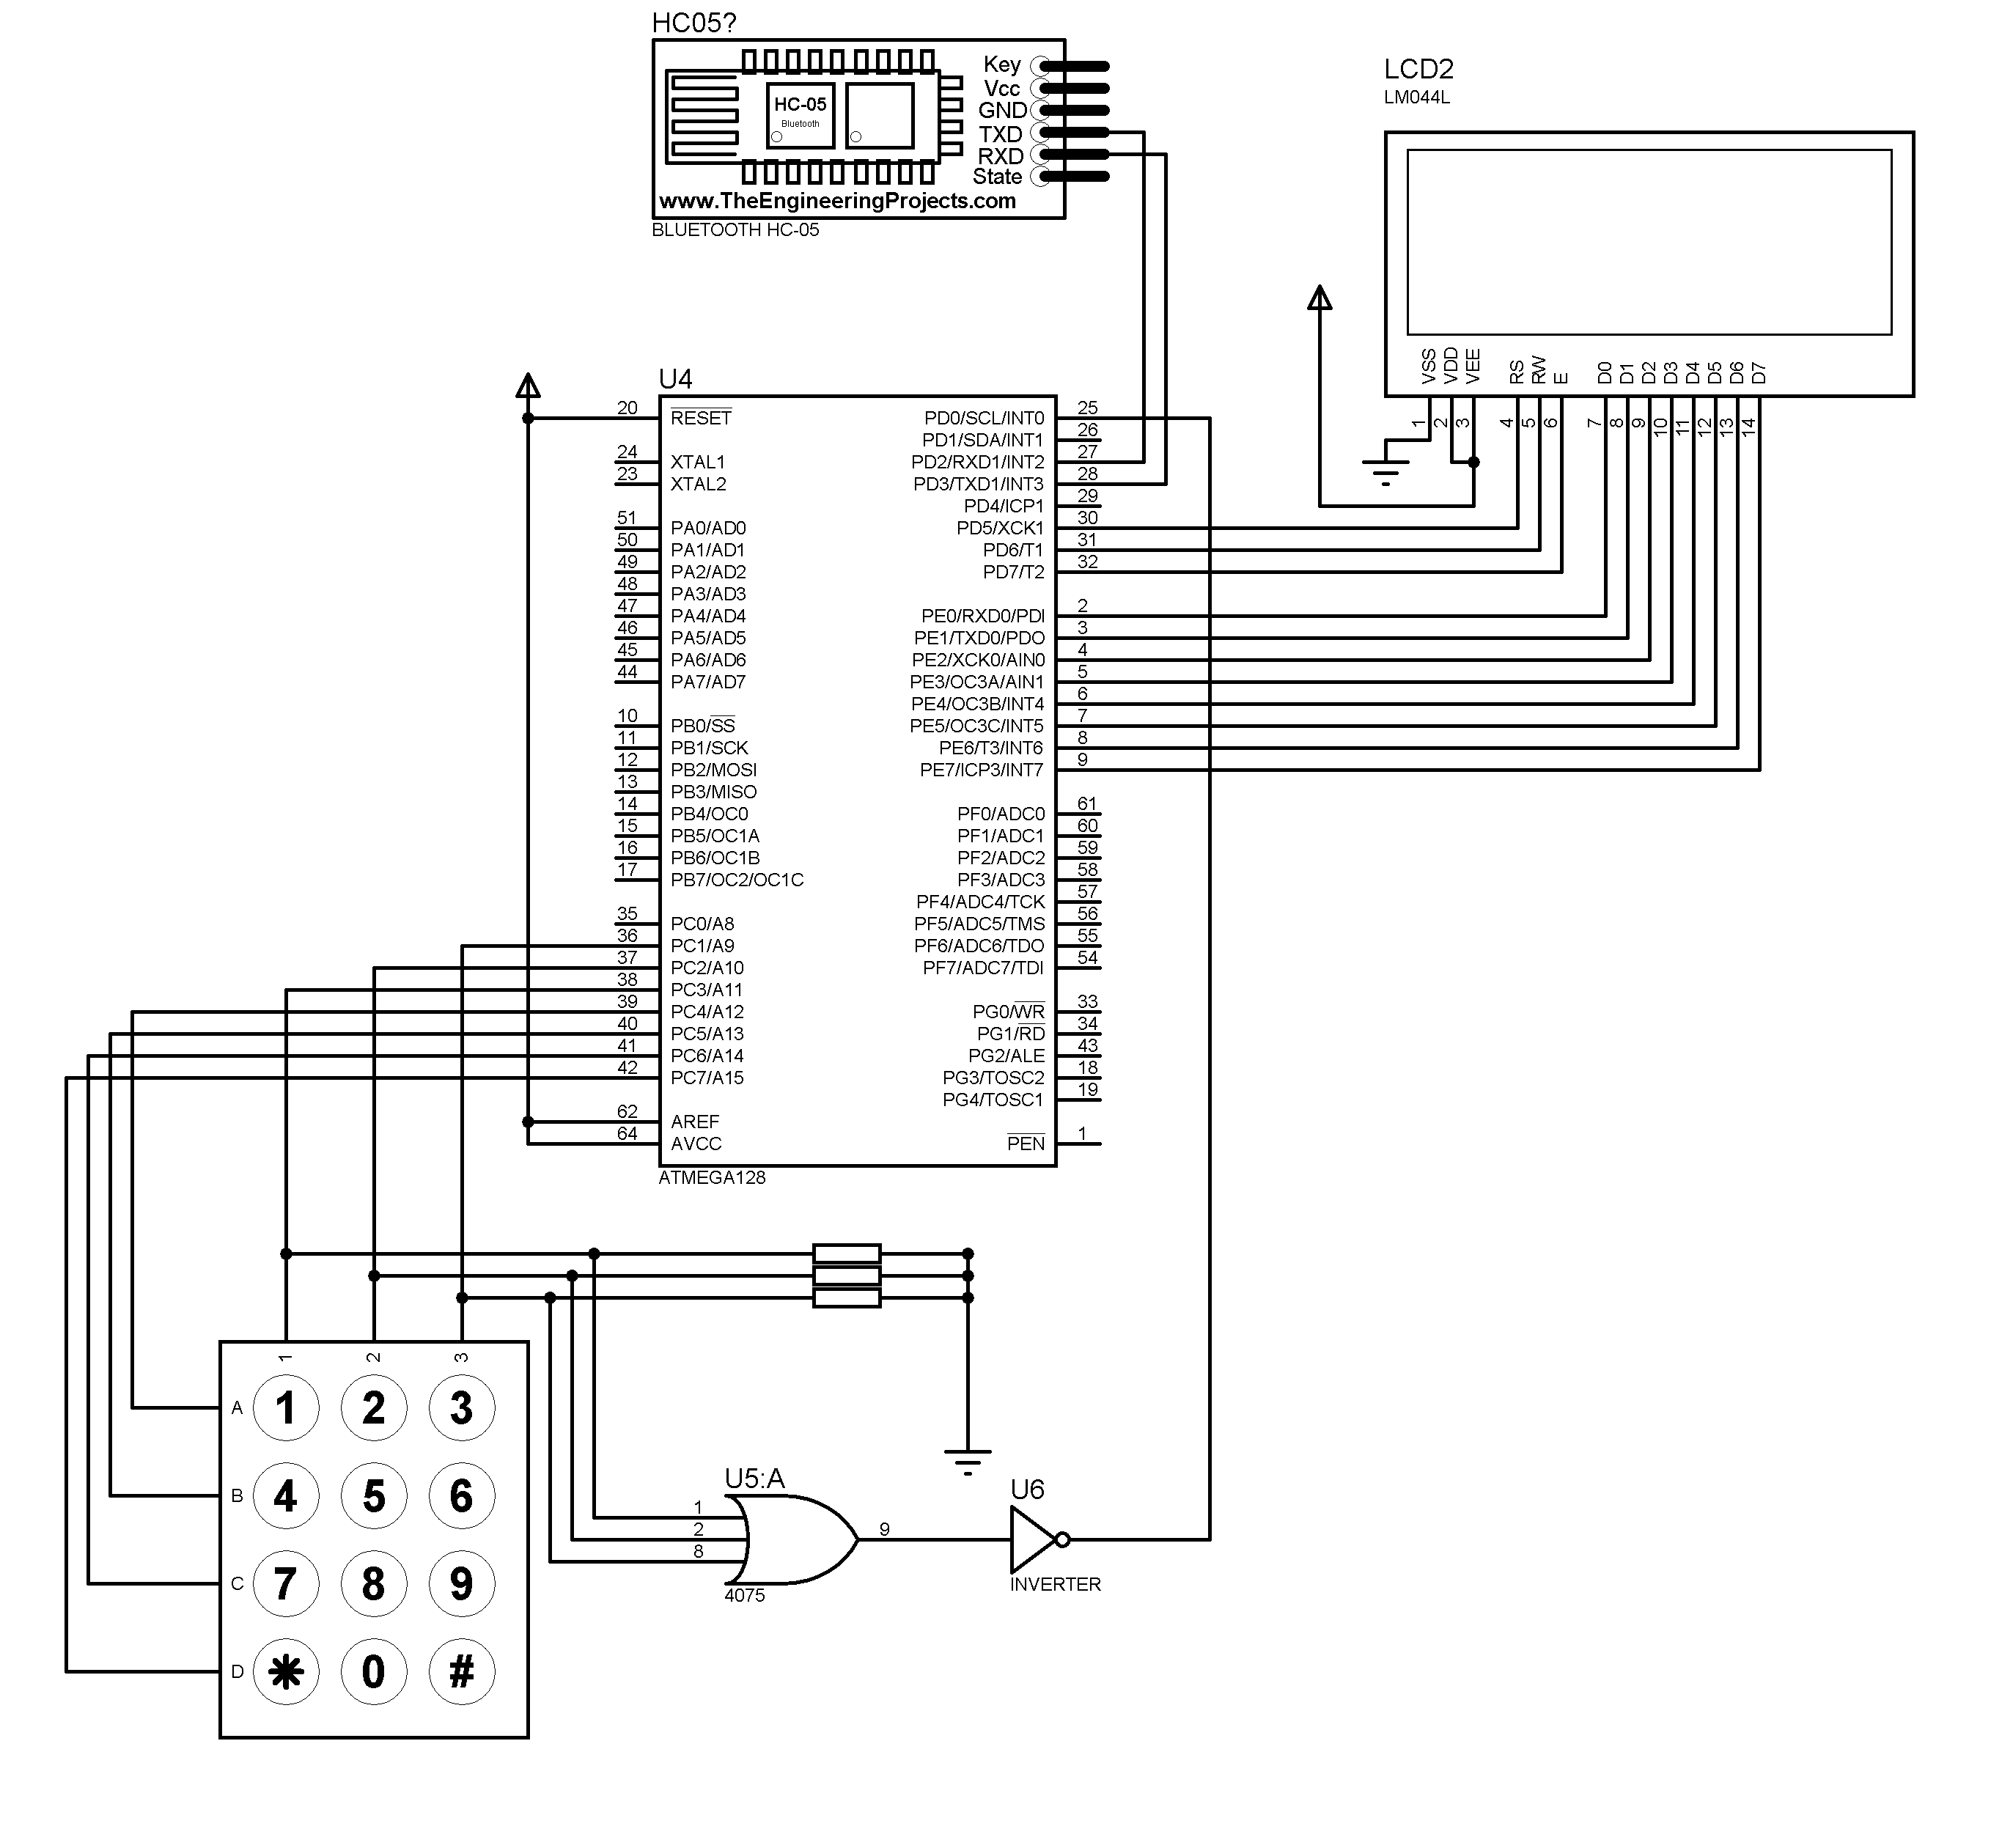 HC05?
Key
Vcc
GND
TXD
RXD
State
HC-05
Bluetooth
www.TheEngineeringProjects.com
BLUETOOTH HC-05
LCD2
LM044L
VSS
VDD
VEE
RS
RW
E
D0
D1
D2
D3
D4
D5
D6
D7
1
2
3
4
5
6
7
8
9
10
11
12
13
14
U4
20 RESET
24 XTAL1
23 XTAL2
51 PA0/AD0
50 PA1/AD1
49 PA2/AD2
48 PA3/AD3
47 PA4/AD4
46 PA5/AD5
45 PA6/AD6
44 PA7/AD7
10 PB0/SS
11 PB1/SCK
12 PB2/MOSI
13 PB3/MISO
14 PB4/OC0
15 PB5/OC1A
16 PB6/OC1B
17 PB7/OC2/OC1C
35 PC0/A8
36 PC1/A9
37 PC2/A10
38 PC3/A11
39 PC4/A12
40 PC5/A13
41 PC6/A14
42 PC7/A15
62 AREF
64 AVCC
PD0/SCL/INT0 25
PD1/SDA/INT1 26
PD2/RXD1/INT2 27
PD3/TXD1/INT3 28
PD4/ICP1 29
PD5/XCK1 30
PD6/T1 31
PD7/T2 32
PE0/RXD0/PDI 2
PE1/TXD0/PDO 3
PE2/XCK0/AIN0 4
PE3/OC3A/AIN1 5
PE4/OC3B/INT4 6
PE5/OC3C/INT5 7
PE6/T3/INT6 8
PE7/ICP3/INT7 9
PF0/ADC0 61
PF1/ADC1 60
PF2/ADC2 59
PF3/ADC3 58
PF4/ADC4/TCK 57
PF5/ADC5/TMS 56
PF6/ADC6/TDO 55
PF7/ADC7/TDI 54
PG0/WR 33
PG1/RD 34
PG2/ALE 43
PG3/TOSC2 18
PG4/TOSC1 19
PEN 1
ATMEGA128
1 2 3
A 1 2 3
B 4 5 6
C 7 8 9
D * 0 #
U5:A
1
2
8
9
4075
U6
INVERTER